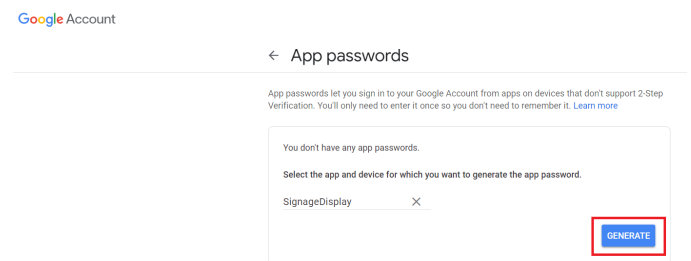 Google Account
← App passwords
App passwords let you sign in to your Google Account from apps on devices that don't support 2-Step
Verification. You'll only need to enter it once so you don't need to remember it. Learn more
You don't have any app passwords.
Select the app and device for which you want to generate the app password.
SignageDisplay
GENERATE